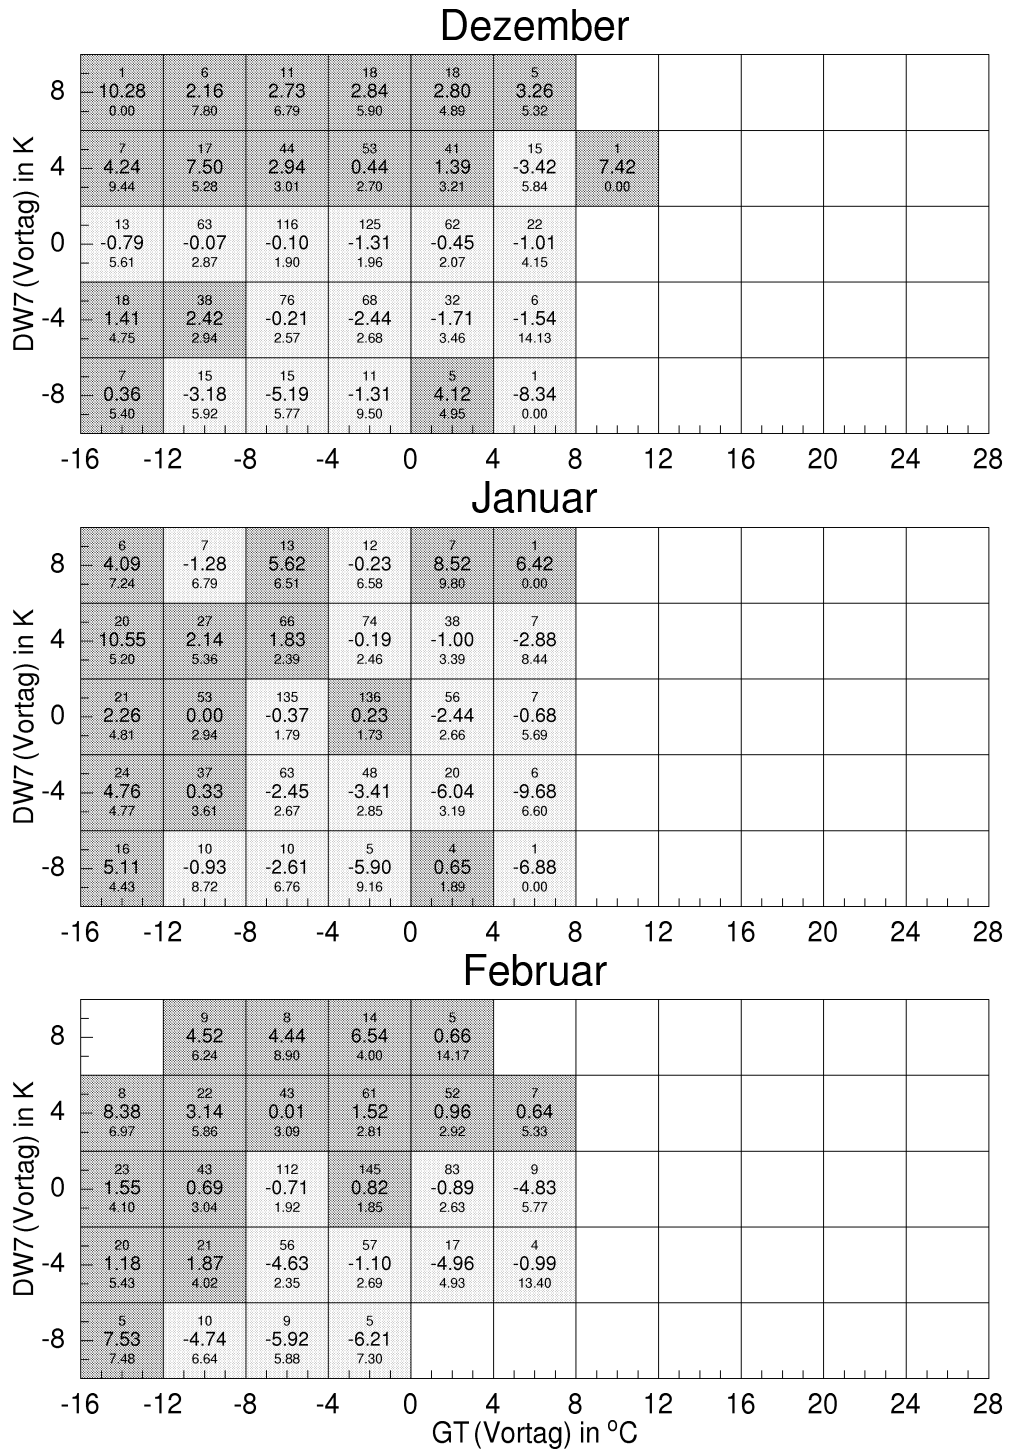 Dezember
1 6 11 18 18 5
8 10.28 2.16 2.73 2.84 2.80 3.26
0.00 7.80 6.79 5.90 4.89 5.32
7 17 44 53 41 15 1
4 4.24 7.50 2.94 0.44 1.39 -3.42 7.42
9.44 5.28 3.01 2.70 3.21 5.84 0.00
13 63 116 125 62 22
0 -0.79 -0.07 -0.10 -1.31 -0.45 -1.01
5.61 2.87 1.90 1.96 2.07 4.15
18 38 76 68 32 6
-4 1.41 2.42 -0.21 -2.44 -1.71 -1.54
4.75 2.94 2.57 2.68 3.46 14.13
7 15 15 11 5 1
-8 0.36 -3.18 -5.19 -1.31 4.12 -8.34
5.40 5.92 5.77 9.50 4.95 0.00
DW7 (Vortag) in K
-16 -12 -8 -4 0 4 8 12 16 20 24 28
Januar
6 7 13 12 7 1
8 4.09 -1.28 5.62 -0.23 8.52 6.42
7.24 6.79 6.51 6.58 9.80 0.00
20 27 66 74 38 7
4 10.55 2.14 1.83 -0.19 -1.00 -2.88
5.20 5.36 2.39 2.46 3.39 8.44
21 53 135 136 56 7
0 2.26 0.00 -0.37 0.23 -2.44 -0.68
4.81 2.94 1.79 1.73 2.66 5.69
24 37 63 48 20 6
-4 4.76 0.33 -2.45 -3.41 -6.04 -9.68
4.77 3.61 2.67 2.85 3.19 6.60
16 10 10 5 4 1
-8 5.11 -0.93 -2.61 -5.90 0.65 -6.88
4.43 8.72 6.76 9.16 1.89 0.00
DW7 (Vortag) in K
-16 -12 -8 -4 0 4 8 12 16 20 24 28
Februar
9 8 14 5
8 4.52 4.44 6.54 0.66
6.24 8.90 4.00 14.17
8 22 43 61 52 7
4 8.38 3.14 0.01 1.52 0.96 0.64
6.97 5.86 3.09 2.81 2.92 5.33
23 43 112 145 83 9
0 1.55 0.69 -0.71 0.82 -0.89 -4.83
4.10 3.04 1.92 1.85 2.63 5.77
20 21 56 57 17 4
-4 1.18 1.87 -4.63 -1.10 -4.96 -0.99
5.43 4.02 2.35 2.69 4.93 13.40
5 10 9 5
-8 7.53 -4.74 -5.92 -6.21
7.48 6.64 5.88 7.30
DW7 (Vortag) in K
-16 -12 -8 -4 0 4 8 12 16 20 24 28
GT (Vortag) in °C